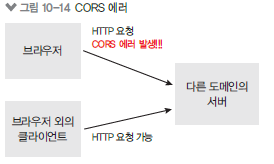 그림 10-14 CORS 에러
HTTP 요청
CORS 에러 발생!!!
브라우저
다른 도메인의
서버
브라우저 외의
클라이언트
HTTP 요청 가능